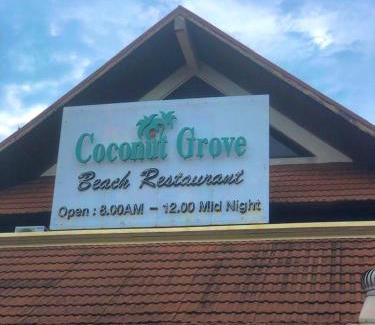 Coconut Grove
Beach Restaurant
Open : 8.00AM - 12.00 Mid Night